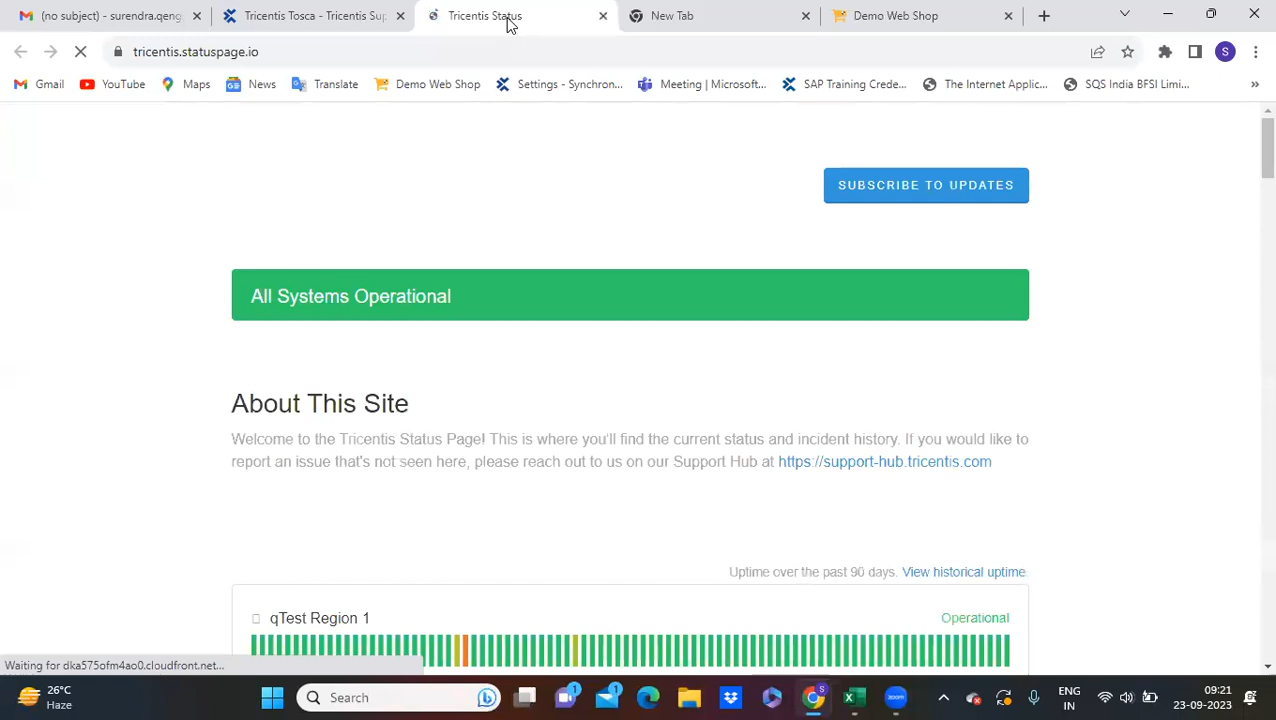 (no subject) - surendra.qeng
Tricentis Tosca - Tricentis Sup
Tricentis Status
New Tab
Demo Web Shop
tricentis.statuspage.io
S
Gmail
YouTube
Maps
News
Translate
Demo Web Shop
Settings - Synchron...
Meeting | Microsoft...
SAP Training Crede...
The Internet Applic...
SQS India BFSI Limi...
»
SUBSCRIBE TO UPDATES
All Systems Operational
About This Site
Welcome to the Tricentis Status Page! This is where you'll find the current status and incident history. If you would like to
report an issue that's not seen here, please reach out to us on our Support Hub at https://support-hub.tricentis.com
Uptime over the past 90 days. View historical uptime.
qTest Region 1
Operational
Waiting for dka575ofm4ao0.cloudfront.net...
26°C
Haze
Search
1
1
S
ENG
IN
09:21
23-09-2023